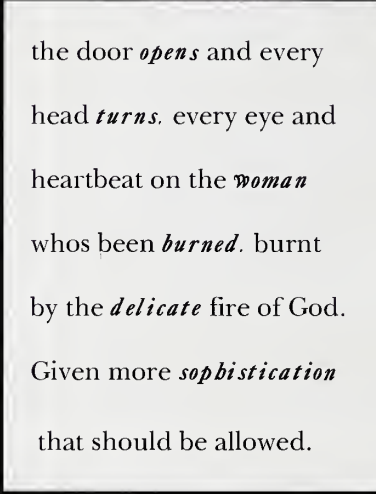 the door opens and every
head turns. every eye and
heartbeat on the woman
whos been burned. burnt
by the delicate fire of God.
Given more sophistication
that should be allowed.